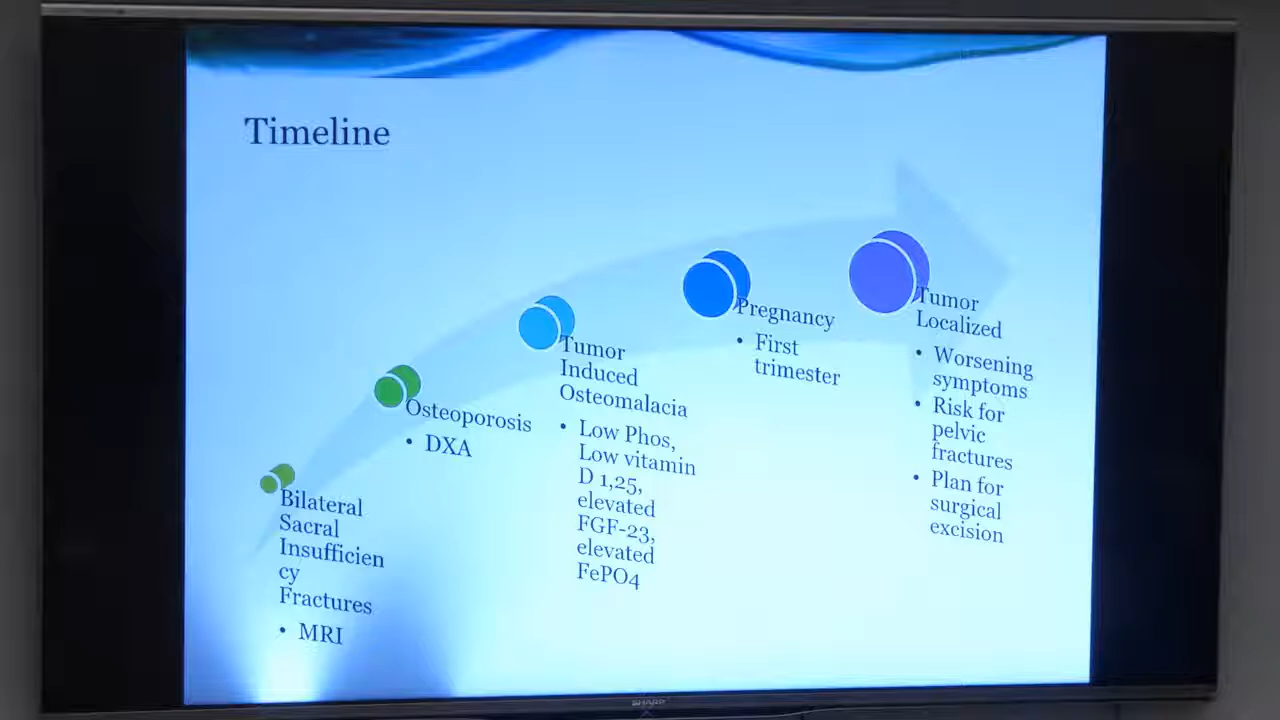 Timeline
Bilateral
Sacral
Insufficien
cy
Fractures
• MRI
Osteoporosis
• DXA
Tumor
Induced
Osteomalacia
• Low Phos,
Low vitamin
D 1,25,
elevated
FGF-23,
elevated
FePO4
Pregnancy
• First
trimester
Tumor
Localized
• Worsening
symptoms
• Risk for
pelvic
fractures
• Plan for
surgical
excision
SHARP